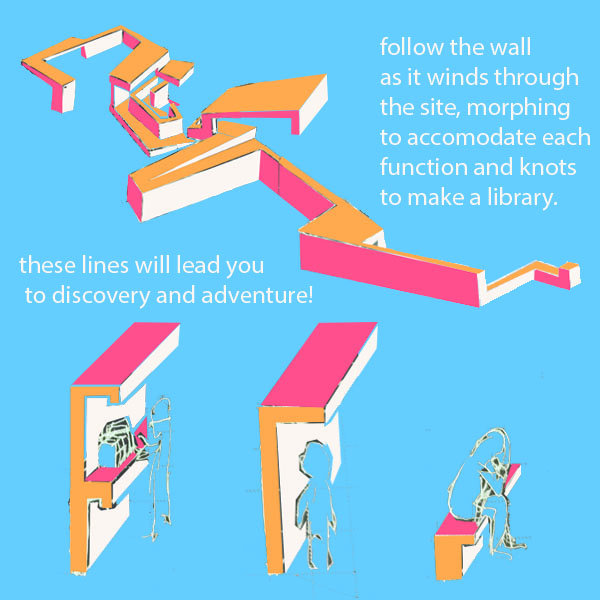 follow the wall
as it winds through
the site, morphing
to accomodate each
function and knots
to make a library.
these lines will lead you
to discovery and adventure!